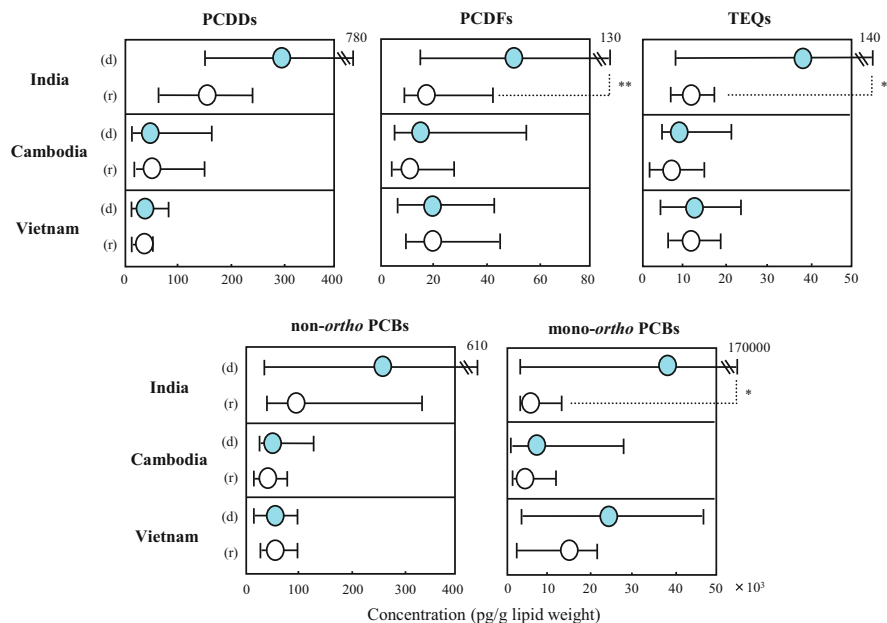 PCDDs PCDFs TEQs
780 130 140
India (d)
(r) ** *
Cambodia (d) (d) (d)
(r) (r) (r)
Vietnam (d) (d) (d)
(r) (r) (r)
0 100 200 300 400 0 20 40 60 80 0 10 20 30 40 50
non-ortho PCBs mono-ortho PCBs
610 170000
India (d) (d)
(r) (r) *
Cambodia (d) (d)
(r) (r)
Vietnam (d) (d)
(r) (r)
0 100 200 300 400 0 10 20 30 40 50 × 10³
Concentration (pg/g lipid weight)